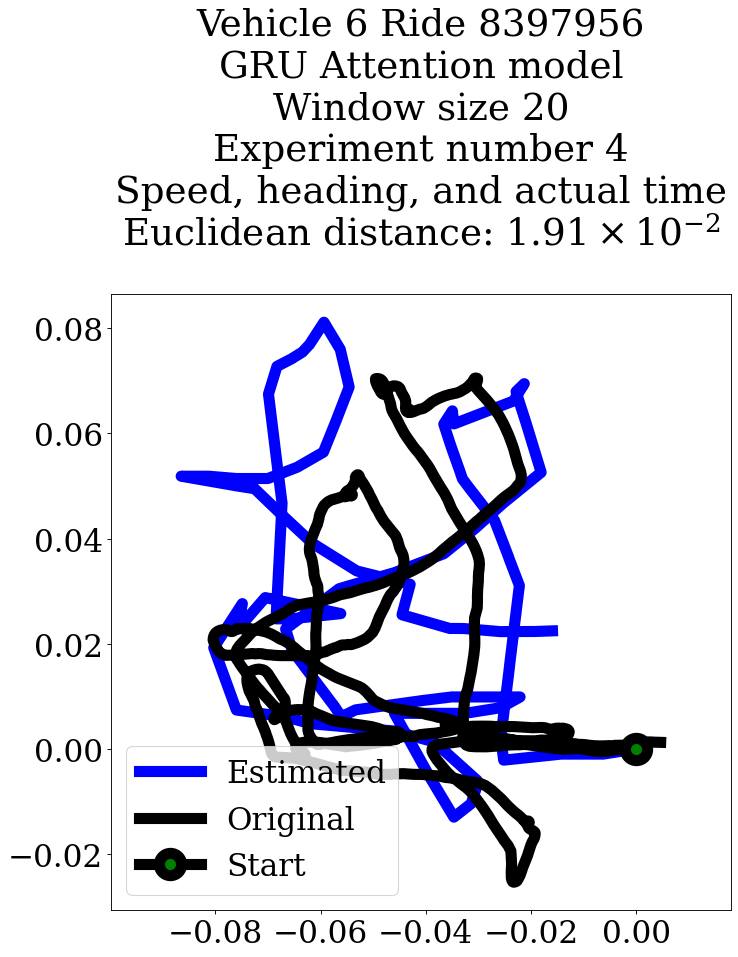 Vehicle 6 Ride 8397956
GRU Attention model
Window size 20
Experiment number 4
Speed, heading, and actual time
Euclidean distance: 1.91 × 10⁻²
0.08
0.06
0.04
0.02
0.00
−0.02
Estimated
Original
Start
−0.08 −0.06 −0.04 −0.02 0.00